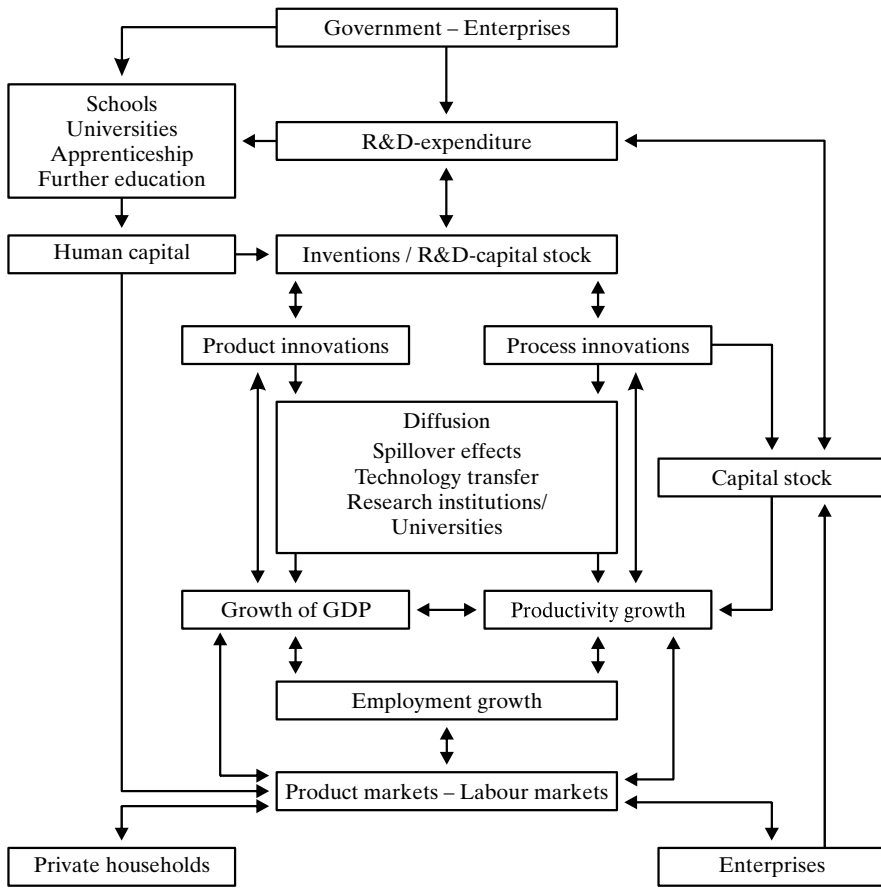 Government – Enterprises
Schools
Universities
Apprenticeship
Further education
R&D-expenditure
Human capital
Inventions / R&D-capital stock
Product innovations
Process innovations
Diffusion
Spillover effects
Technology transfer
Research institutions/
Universities
Capital stock
Growth of GDP
Productivity growth
Employment growth
Product markets – Labour markets
Private households
Enterprises